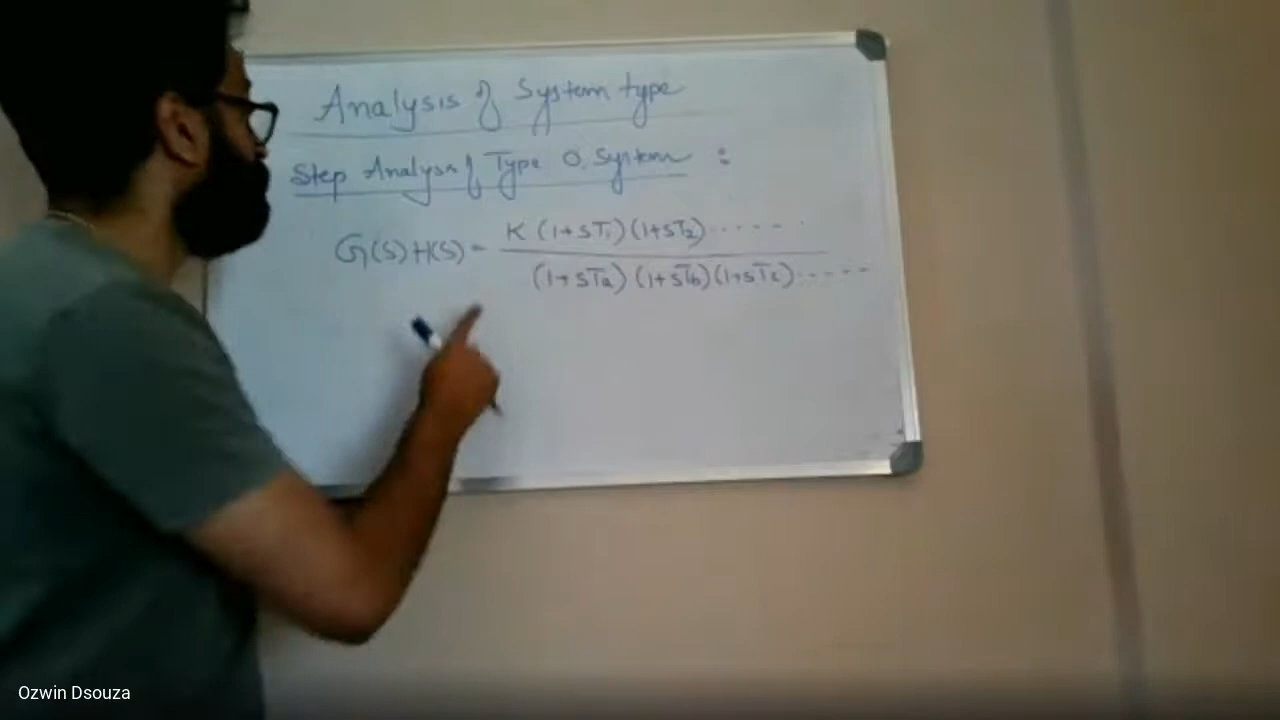 Analysis of System type
Step Analysis of Type 0 System :
G(S)H(S) = K (1+ST1)(1+ST2)......
(1+STa)(1+STb)(1+STc).....
Ozwin Dsouza